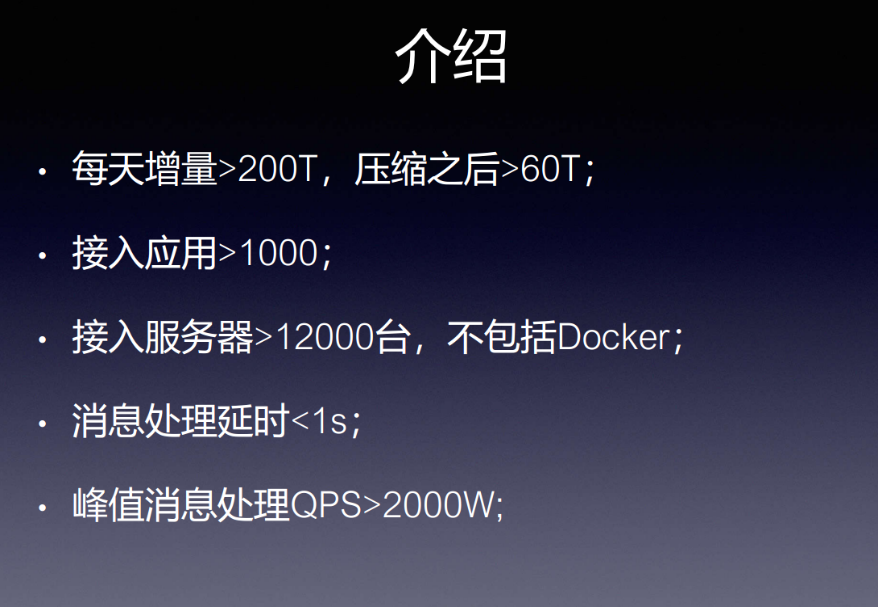 介绍
• 每天增量>200T，压缩之后>60T；
• 接入应用>1000；
• 接入服务器>12000台，不包括Docker；
• 消息处理延时<1s；
• 峰值消息处理QPS>2000W;